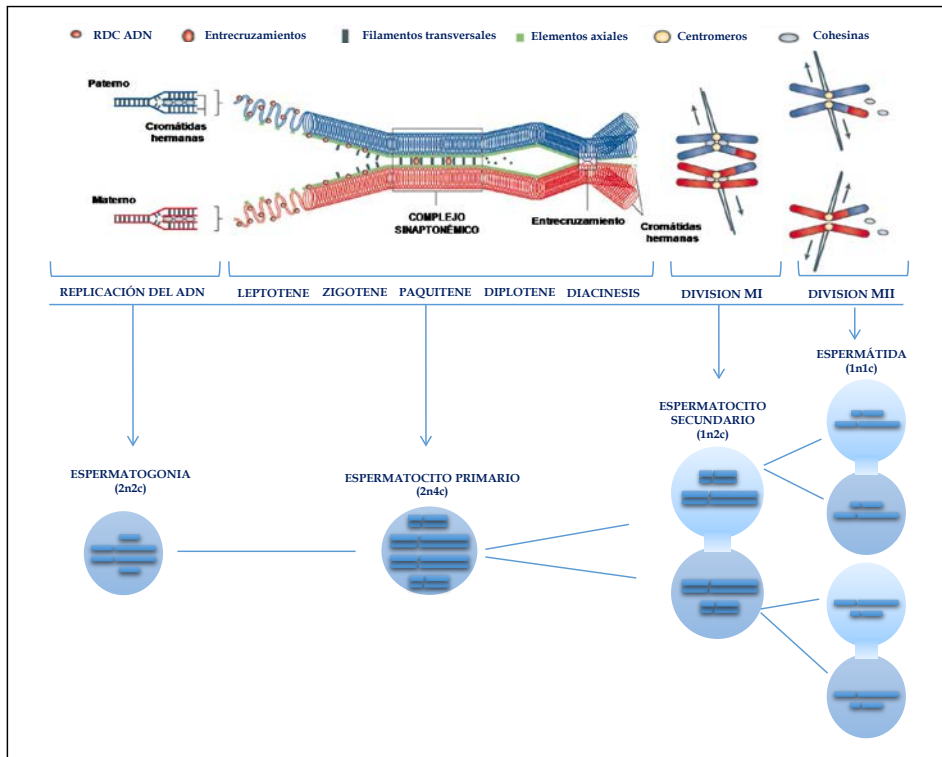 RDC ADN
Entrecruzamientos
Filamentos transversales
Elementos axiales
Centromeros
Cohesinas
Paterno
Cromátidas
hermanas
Materno
COMPLEJO
SINAPTONÉMICO
Entrecruzamiento
Cromátidas
hermanas
REPLICACIÓN DEL ADN
LEPTOTENE
ZIGOTENE
PAQUITENE
DIPLOTENE
DIACINESIS
DIVISION MI
DIVISION MII
ESPERMÁTIDA
(1n1c)
ESPERMATOCITO
SECUNDARIO
(1n2c)
ESPERMATOGONIA
(2n2c)
ESPERMATOCITO PRIMARIO
(2n4c)